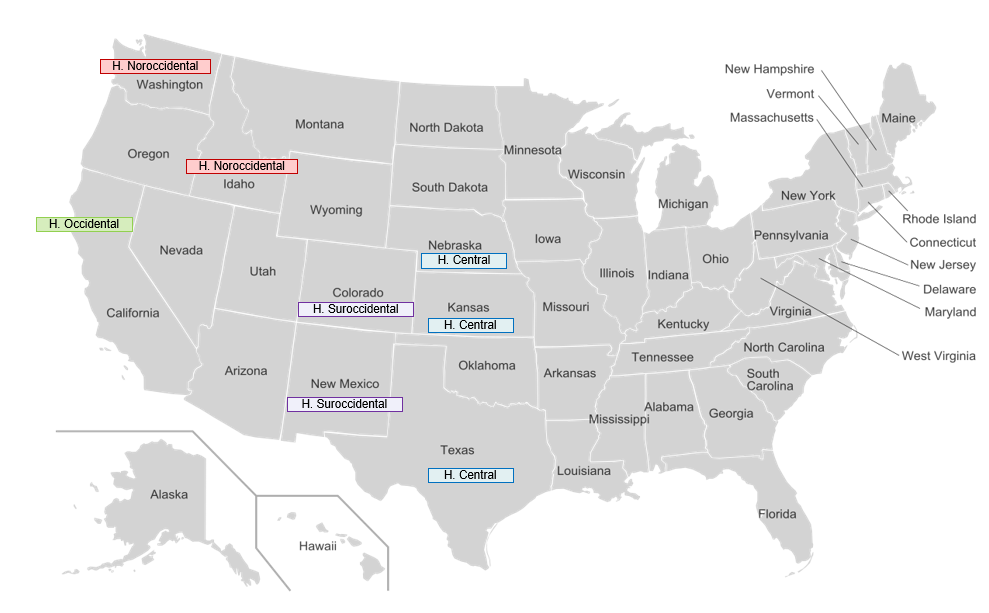 H. Noroccidental
Washington
New Hampshire
Vermont
Massachusetts
Maine
Montana
North Dakota
Minnesota
Oregon
H. Noroccidental
Idaho
South Dakota
Wisconsin
Michigan
New York
Wyoming
Rhode Island
H. Occidental
Nevada
Nebraska
H. Central
Iowa
Pennsylvania
Connecticut
Ohio
New Jersey
Utah
Illinois
Indiana
Delaware
Colorado
H. Suroccidental
Kansas
H. Central
Missouri
Maryland
California
Virginia
Kentucky
North Carolina
West Virginia
Tennessee
Arizona
Oklahoma
Arkansas
South
Carolina
New Mexico
H. Suroccidental
Mississippi
Alabama
Georgia
Texas
H. Central
Louisiana
Alaska
Florida
Hawaii